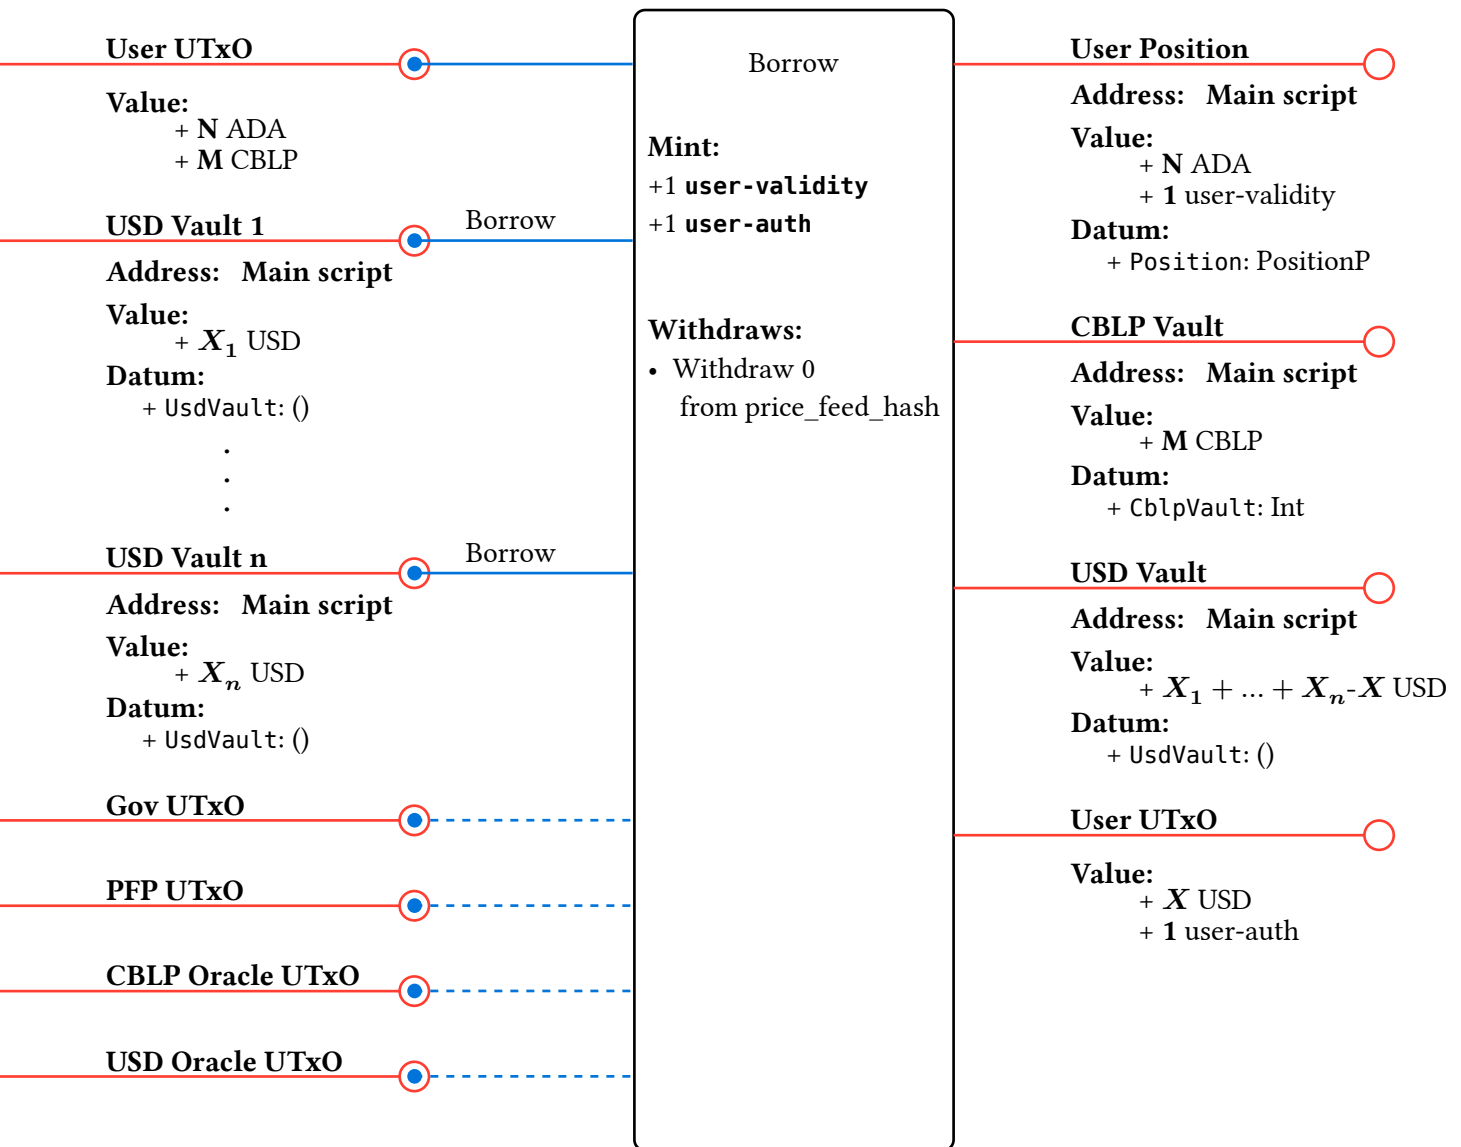 User UTxO
Value:
+ N ADA
+ M CBLP
USD Vault 1
Borrow
Address: Main script
Value:
+ X₁ USD
Datum:
+ UsdVault: ()
.
.
.
USD Vault n
Borrow
Address: Main script
Value:
+ Xₙ USD
Datum:
+ UsdVault: ()
Gov UTxO
PFP UTxO
CBLP Oracle UTxO
USD Oracle UTxO
Borrow
Mint:
+1 user-validity
+1 user-auth
Withdraws:
• Withdraw 0
from price_feed_hash
User Position
Address: Main script
Value:
+ N ADA
+ 1 user-validity
Datum:
+ Position: PositionP
CBLP Vault
Address: Main script
Value:
+ M CBLP
Datum:
+ CblpVault: Int
USD Vault
Address: Main script
Value:
+ X₁ + ... + Xₙ-X USD
Datum:
+ UsdVault: ()
User UTxO
Value:
+ X USD
+ 1 user-auth